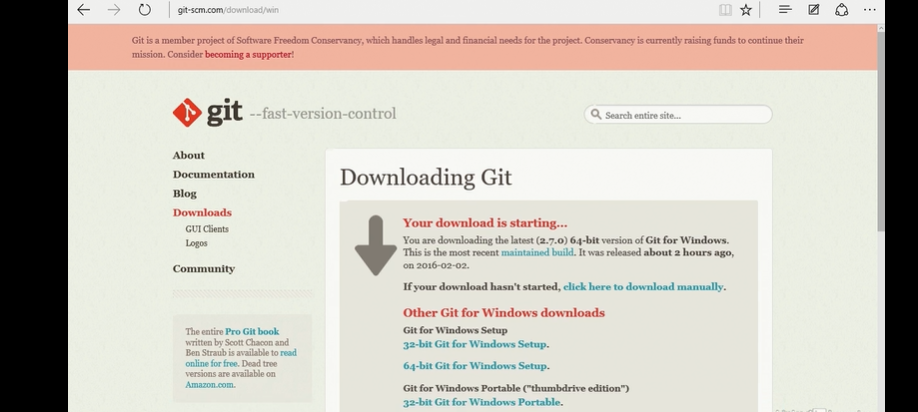 git-scm.com/download/win
Git is a member project of Software Freedom Conservancy, which handles legal and financial needs for the project. Conservancy is currently raising funds to continue their
mission. Consider becoming a supporter!
git --fast-version-control
Search entire site...
About
Documentation
Blog
Downloads
GUI Clients
Logos
Community
The entire Pro Git book
written by Scott Chacon and
Ben Straub is available to read
online for free. Dead tree
versions are available on
Amazon.com.
Downloading Git
Your download is starting...
You are downloading the latest (2.7.0) 64-bit version of Git for Windows.
This is the most recent maintained build. It was released about 2 hours ago,
on 2016-02-02.
If your download hasn't started, click here to download manually.
Other Git for Windows downloads
Git for Windows Setup
32-bit Git for Windows Setup.
64-bit Git for Windows Setup.
Git for Windows Portable ("thumbdrive edition")
32-bit Git for Windows Portable.